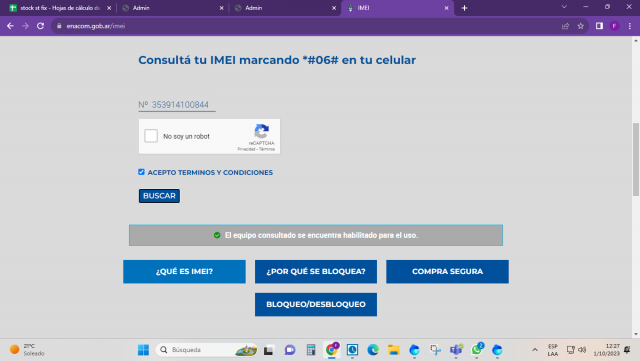 stock st fix - Hojas de cálculo de
Admin
Admin
IMEI
enacom.gob.ar/imei
F
Consultá tu IMEI marcando *#06# en tu celular
Nº 353914100844
No soy un robot
reCAPTCHA
Privacidad - Términos
ACEPTO TERMINOS Y CONDICIONES
BUSCAR
El equipo consultado se encuentra habilitado para el uso.
¿QUÉ ES IMEI?
¿POR QUÉ SE BLOQUEA?
COMPRA SEGURA
BLOQUEO/DESBLOQUEO
21°C
Soleado
Búsqueda
ESP
LAA
12:27
1/10/2023